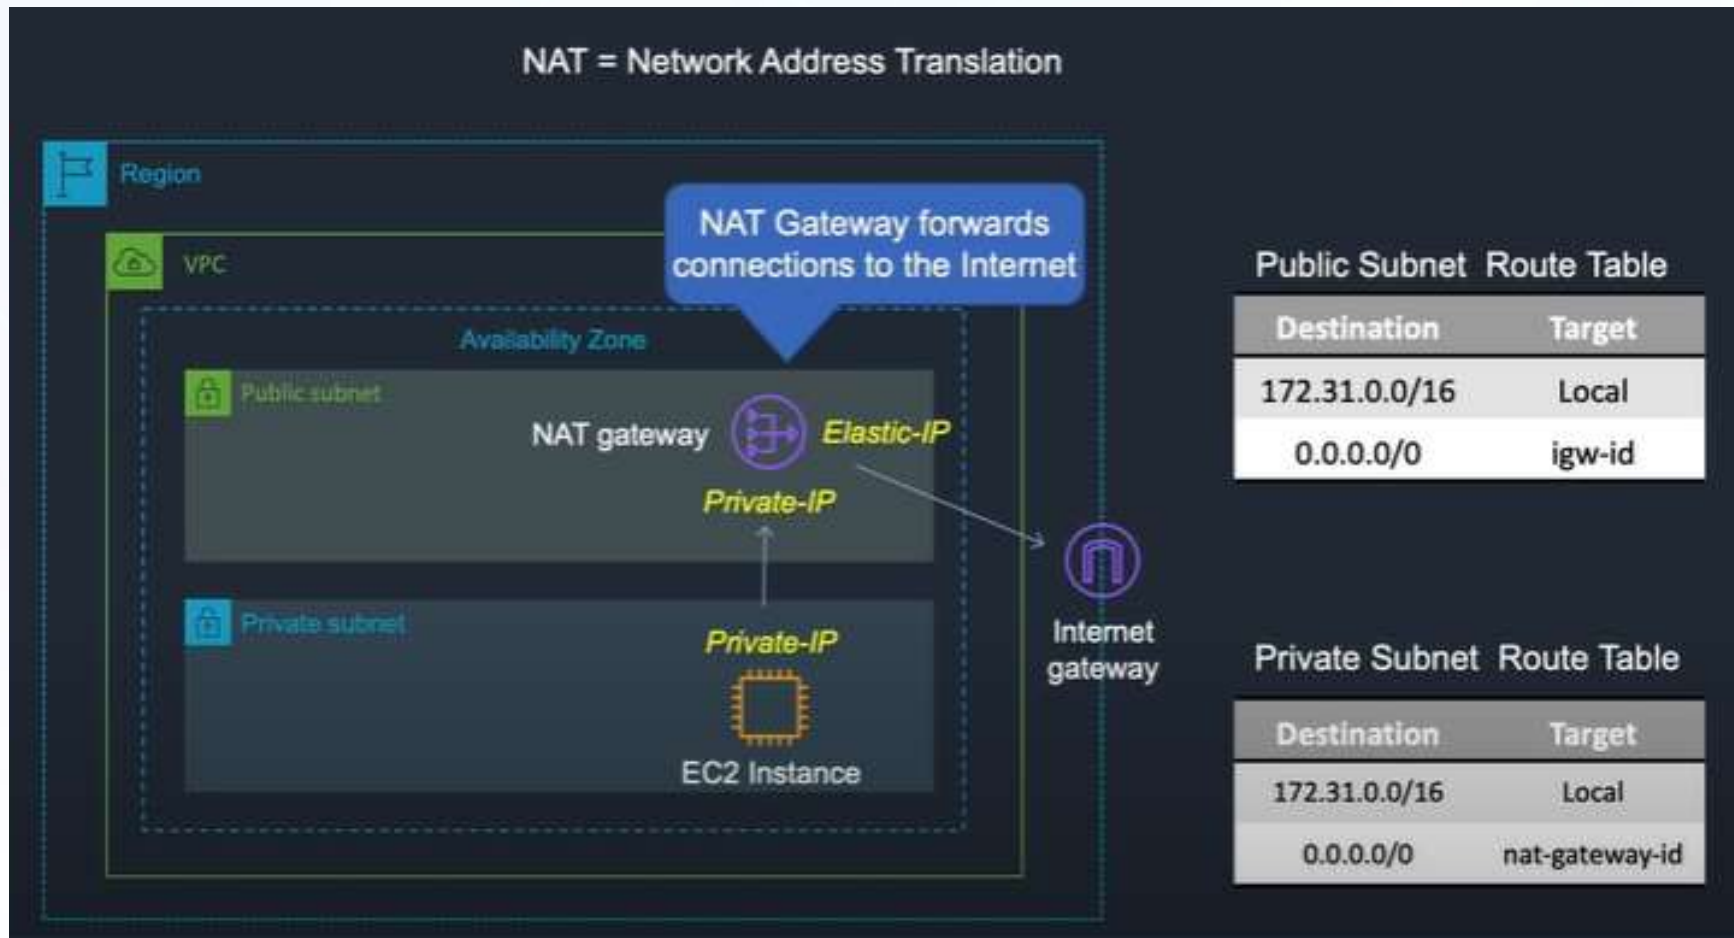 NAT = Network Address Translation
Region
NAT Gateway forwards
connections to the Internet
VPC
Availability Zone
Public subnet
NAT gateway
Elastic-IP
Private-IP
Private subnet
Private-IP
EC2 Instance
Internet
gateway
Public Subnet Route Table
Destination Target
172.31.0.0/16 Local
0.0.0.0/0 igw-id
Private Subnet Route Table
Destination Target
172.31.0.0/16 Local
0.0.0.0/0 nat-gateway-id